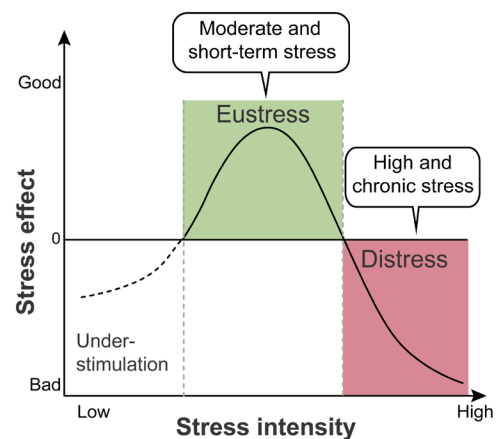 Moderate and
short-term stress
Good
Eustress
High and
chronic stress
Stress effect
0
Distress
Under-
stimulation
Bad
Low
High
Stress intensity